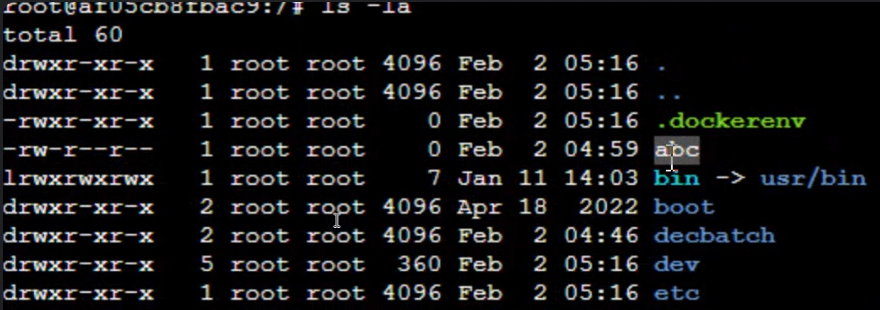 root@af05cb8fbac9:/# ls -la
total 60
drwxr-xr-x 1 root root 4096 Feb 2 05:16 .
drwxr-xr-x 1 root root 4096 Feb 2 05:16 ..
-rwxr-xr-x 1 root root 0 Feb 2 05:16 .dockerenv
-rw-r--r-- 1 root root 0 Feb 2 04:59 abc
lrwxrwxrwx 1 root root 7 Jan 11 14:03 bin -> usr/bin
drwxr-xr-x 2 root root 4096 Apr 18 2022 boot
drwxr-xr-x 2 root root 4096 Feb 2 04:46 decbatch
drwxr-xr-x 5 root root 360 Feb 2 05:16 dev
drwxr-xr-x 1 root root 4096 Feb 2 05:16 etc